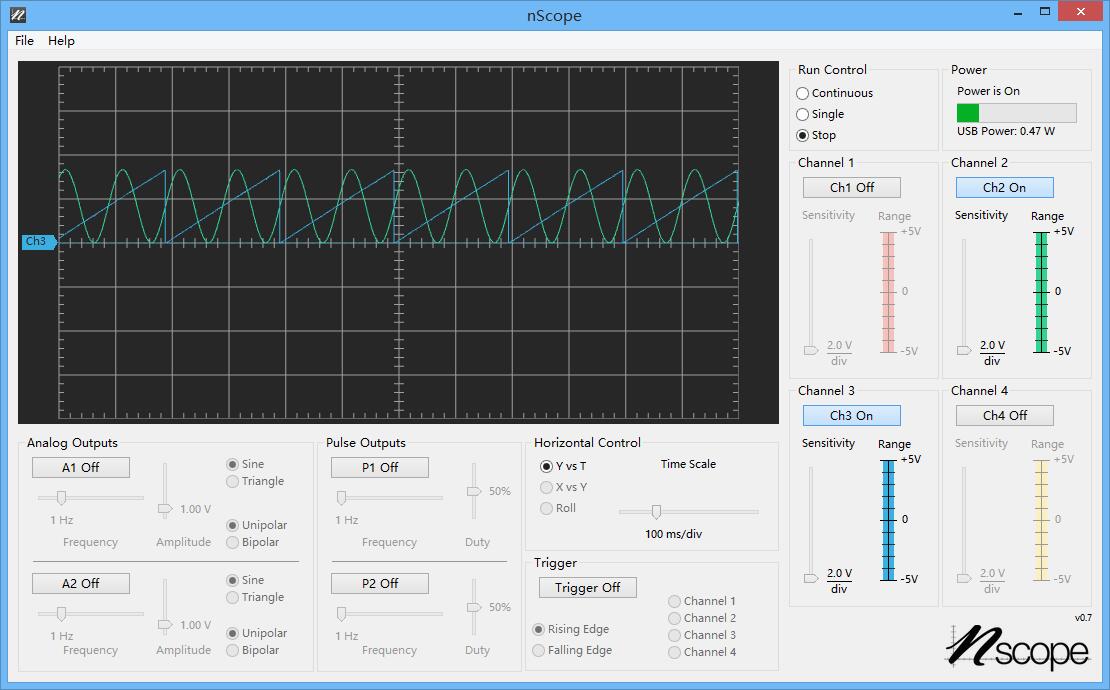 nScope
File Help
Ch3
Run Control
Continuous
Single
Stop
Power
Power is On
USB Power: 0.47 W
Channel 1
Ch1 Off
Sensitivity Range
+5V
0
-5V
2.0 V
div
Channel 2
Ch2 On
Sensitivity Range
+5V
0
-5V
2.0 V
div
Channel 3
Ch3 On
Sensitivity Range
+5V
0
-5V
2.0 V
div
Channel 4
Ch4 Off
Sensitivity Range
+5V
0
-5V
2.0 V
div
Analog Outputs
A1 Off
Sine
Triangle
1.00 V
1 Hz
Unipolar
Bipolar
Frequency Amplitude
A2 Off
Sine
Triangle
1.00 V
1 Hz
Unipolar
Bipolar
Frequency Amplitude
Pulse Outputs
P1 Off
50%
1 Hz
Frequency Duty
P2 Off
50%
1 Hz
Frequency Duty
Horizontal Control
Y vs T
X vs Y
Roll
Time Scale
100 ms/div
Trigger
Trigger Off
Rising Edge
Falling Edge
Channel 1
Channel 2
Channel 3
Channel 4
v0.7
nscope